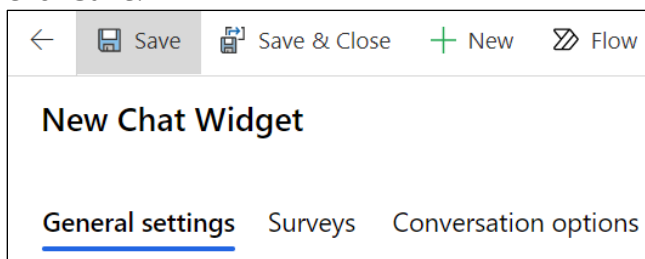 Save Save & Close New Flow
New Chat Widget
General settings Surveys Conversation options